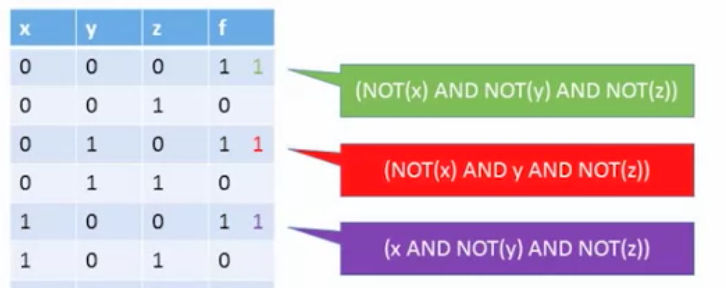 x y z f
0 0 0 1 1
(NOT(x) AND NOT(y) AND NOT(z))
0 0 1 0
0 1 0 1 1
(NOT(x) AND y AND NOT(z))
0 1 1 0
1 0 0 1 1
(x AND NOT(y) AND NOT(z))
1 0 1 0